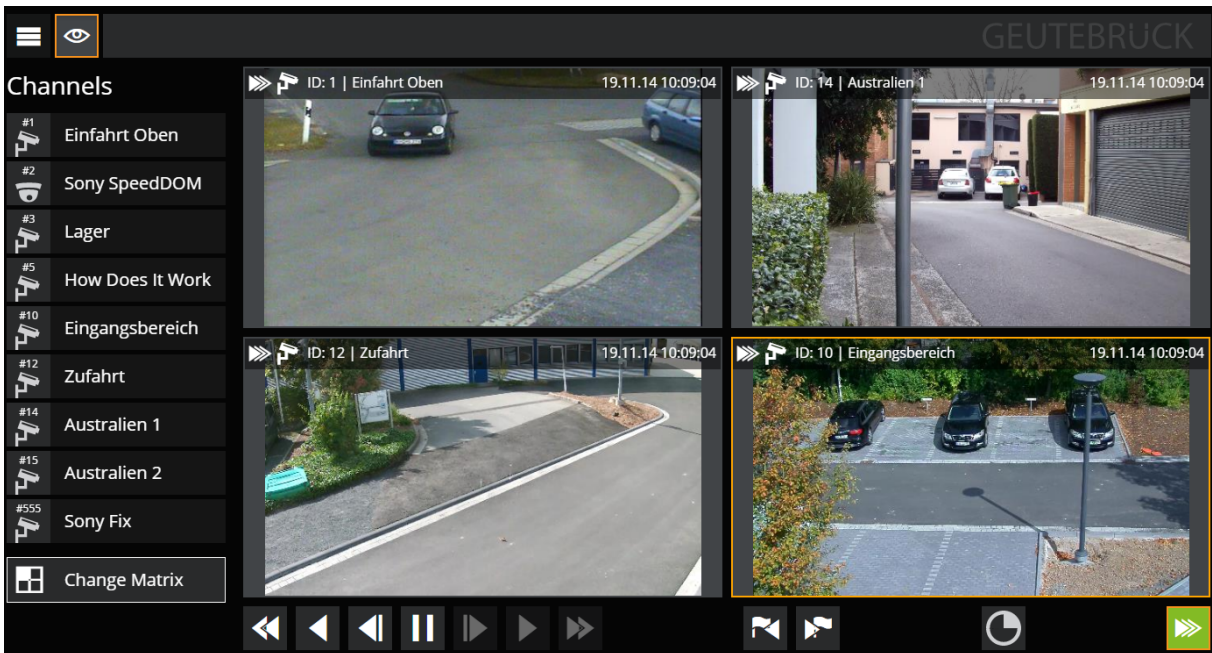 GEUTEBRÜCK
Channels
#1
Einfahrt Oben
#2
Sony SpeedDOM
#3
Lager
#5
How Does It Work
#10
Eingangsbereich
#12
Zufahrt
#14
Australien 1
#15
Australien 2
#555
Sony Fix
Change Matrix
ID: 1 | Einfahrt Oben 19.11.14 10:09:04
ID: 14 | Australien 1 19.11.14 10:09:04
ID: 12 | Zufahrt 19.11.14 10:09:04
ID: 10 | Eingangsbereich 19.11.14 10:09:04